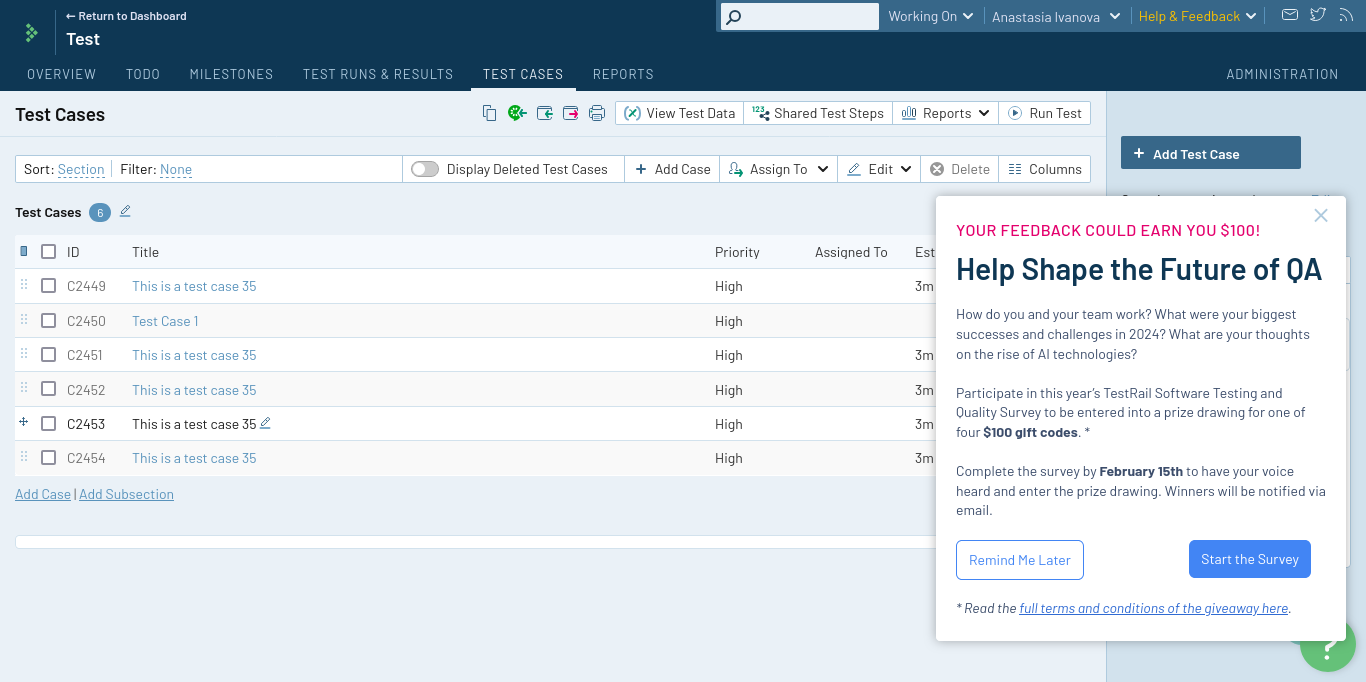 ← Return to Dashboard
Test
Working On
Anastasia Ivanova
Help & Feedback
OVERVIEW
TODO
MILESTONES
TEST RUNS & RESULTS
TEST CASES
REPORTS
ADMINISTRATION
Test Cases
View Test Data
123 Shared Test Steps
Reports
Run Test
+ Add Test Case
Sort: Section
Filter: None
Display Deleted Test Cases
+ Add Case
Assign To
Edit
Delete
Columns
Test Cases 6
ID Title Priority Assigned To Est
C2449 This is a test case 35 High 3m
C2450 Test Case 1 High
C2451 This is a test case 35 High 3m
C2452 This is a test case 35 High 3m
C2453 This is a test case 35 High 3m
C2454 This is a test case 35 High 3m
Add Case | Add Subsection
YOUR FEEDBACK COULD EARN YOU $100!
Help Shape the Future of QA
How do you and your team work? What were your biggest
successes and challenges in 2024? What are your thoughts
on the rise of AI technologies?
Participate in this year's TestRail Software Testing and
Quality Survey to be entered into a prize drawing for one of
four $100 gift codes. *
Complete the survey by February 15th to have your voice
heard and enter the prize drawing. Winners will be notified via
email.
Remind Me Later
Start the Survey
* Read the full terms and conditions of the giveaway here.
?